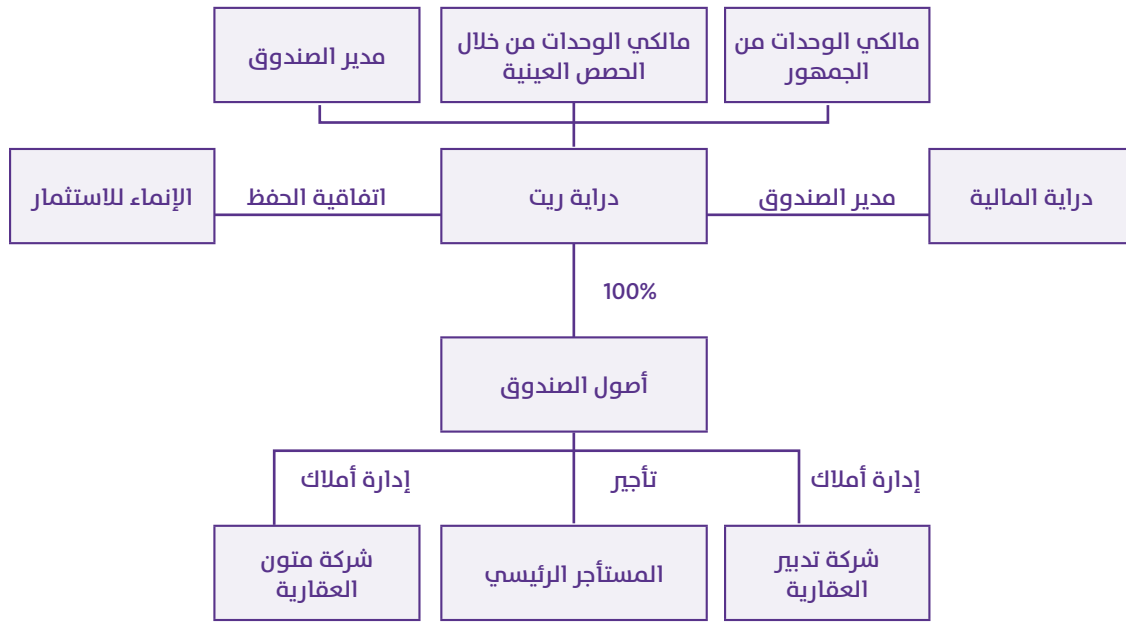 مالكي الوحدات من
الجمهور
مالكي الوحدات من خلال
الحصص العينية
مدير الصندوق
دراية المالية
مدير الصندوق
دراية ريت
اتفاقية الحفظ
الإنماء للاستثمار
100%
أصول الصندوق
إدارة أملاك
تأجير
إدارة أملاك
شركة تدبير
العقارية
المستأجر الرئيسي
شركة متون
العقارية